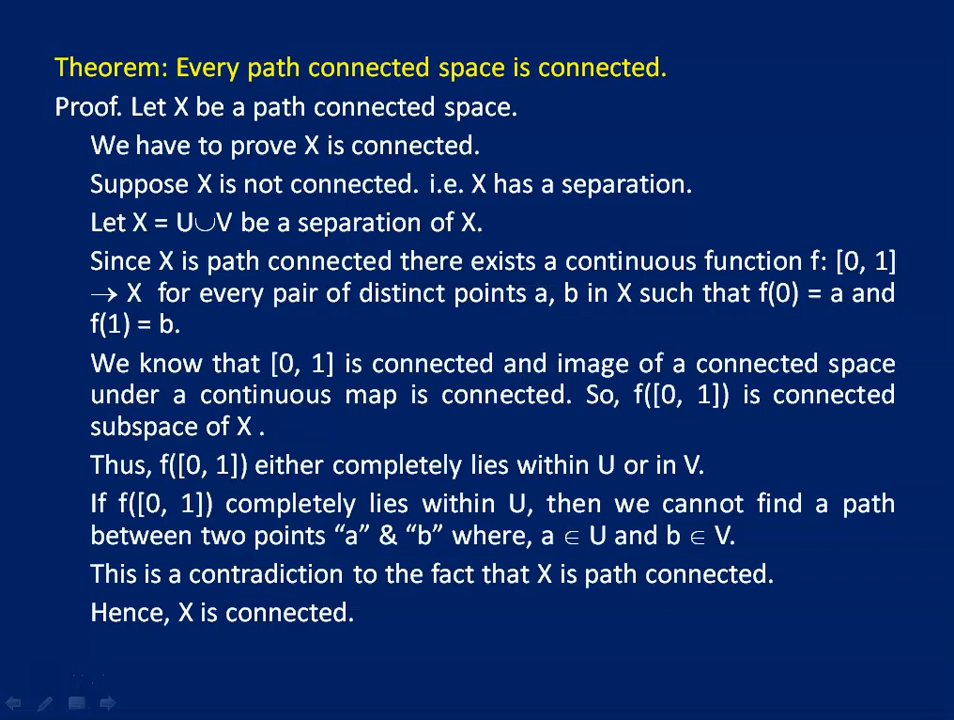 Theorem: Every path connected space is connected.
Proof. Let X be a path connected space.
We have to prove X is connected.
Suppose X is not connected. i.e. X has a separation.
Let X = U∪V be a separation of X.
Since X is path connected there exists a continuous function f: [0, 1]
→ X for every pair of distinct points a, b in X such that f(0) = a and
f(1) = b.
We know that [0, 1] is connected and image of a connected space
under a continuous map is connected. So, f([0, 1]) is connected
subspace of X .
Thus, f([0, 1]) either completely lies within U or in V.
If f([0, 1]) completely lies within U, then we cannot find a path
between two points “a” & “b” where, a ∈ U and b ∈ V.
This is a contradiction to the fact that X is path connected.
Hence, X is connected.